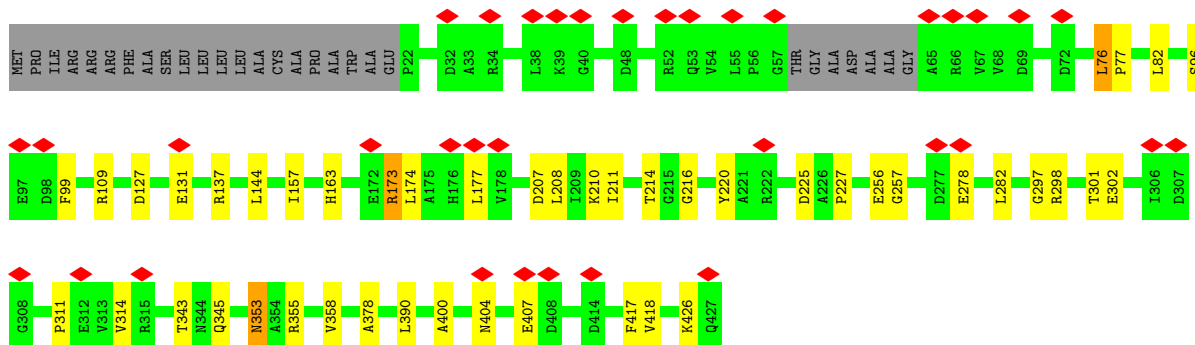 MET PRO ILE ARG ARG ARG PHE ALA SER LEU LEU LEU LEU ALA CYS ALA PRO ALA TRP ALA GLU P22 D32 A33 R34 L38 K39 G40 D48 R52 Q53 V54 L55 P56 G57 THR GLY ALA ASP ALA ALA GLY A65 R66 V67 V68 D69 D72 L76 P77 L82 S96
E97 D98 F99 R109 D127 E131 R137 L144 I157 H163 E172 R173 L174 A175 H176 L177 V178 D207 L208 I209 K210 I211 T214 G215 G216 Y220 A221 R222 D225 A226 P227 E256 G257 D277 E278 L282 G297 R298 T301 E302 I306 D307
G308 P311 E312 V313 V314 R315 T343 N344 Q345 N353 A354 R355 V358 A378 L390 A400 N404 E407 D408 D414 F417 V418 K426 Q427